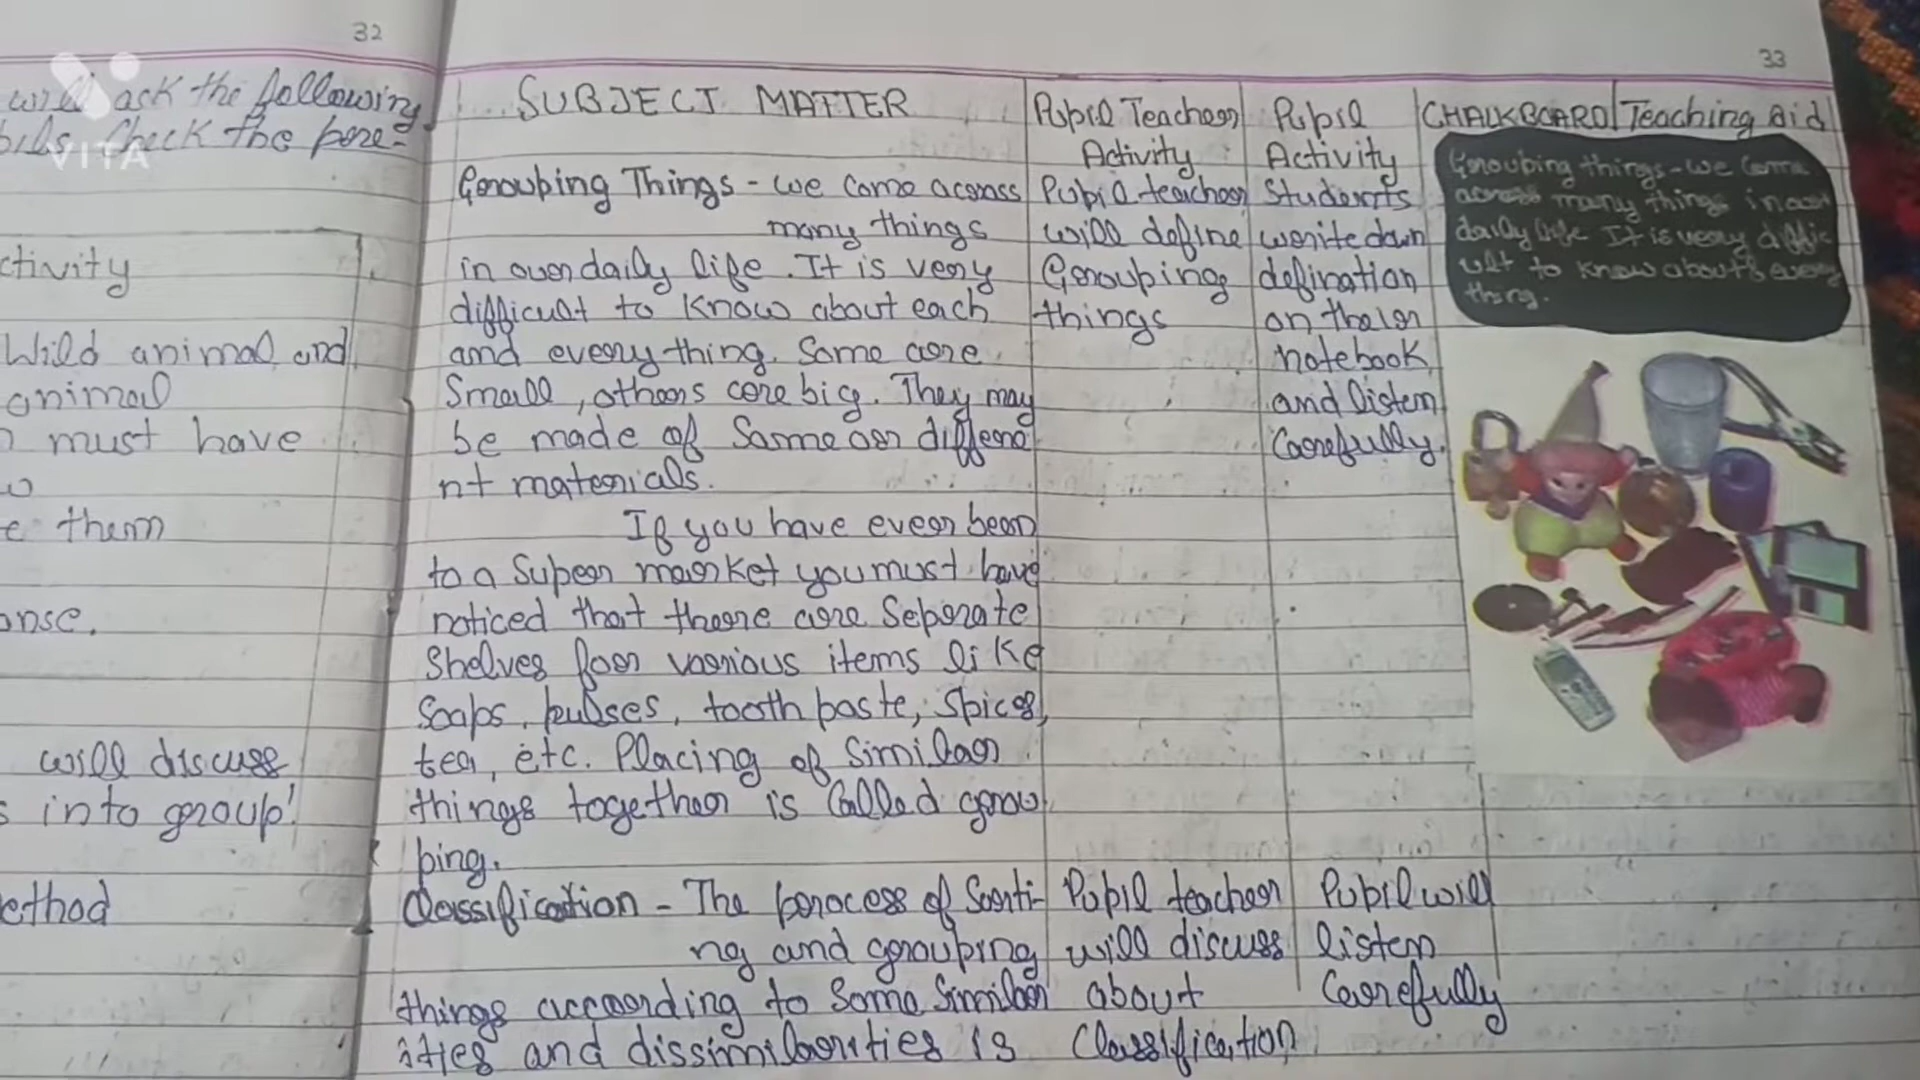 32
will ask the following
Check the
ctivity
Wild animal and
animal
must have
e them
onse.
will discuss
s into group!
ethod
VITA
33
SUBJECT MATTER
Grouping Things - we come across
many things
in our daily life. It is very
difficult to know about each
and every thing. Some are
Small, others are big. They may
be made of Same or differe
nt materials.
If you have ever been
to a Super market you must have
noticed that there are Seperate
Shelves for various items like
Soaps, pulses, tooth paste, spices,
tea, etc. Placing of Similar
things together is Called grou
ping.
Classification - The process of Sorti-
ng and grouping
things according to Some Similar
ities and dissimilarities is
Pupil Teacher
Activity
Pupil teacher
will define
Grouping
things
Pupil teacher
will discuss
about
Classification
Pupil
Activity
Students
write down
defination
on their
notebook
and listen
Carefully.
Pupil will
listen
Carefully
CHALKBOARD Teaching Aid
Grouping things - we come
across many things in our
daily life It is very diffic
ult to know about every
thing.